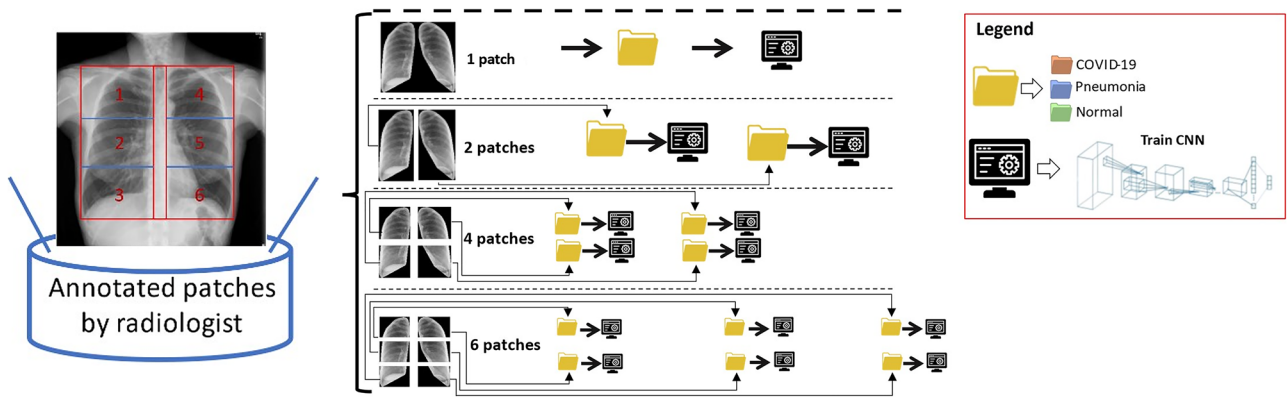 1
4
2
5
3
6
Annotated patches
by radiologist
1 patch
2 patches
4 patches
6 patches
Legend
COVID-19
Pneumonia
Normal
Train CNN